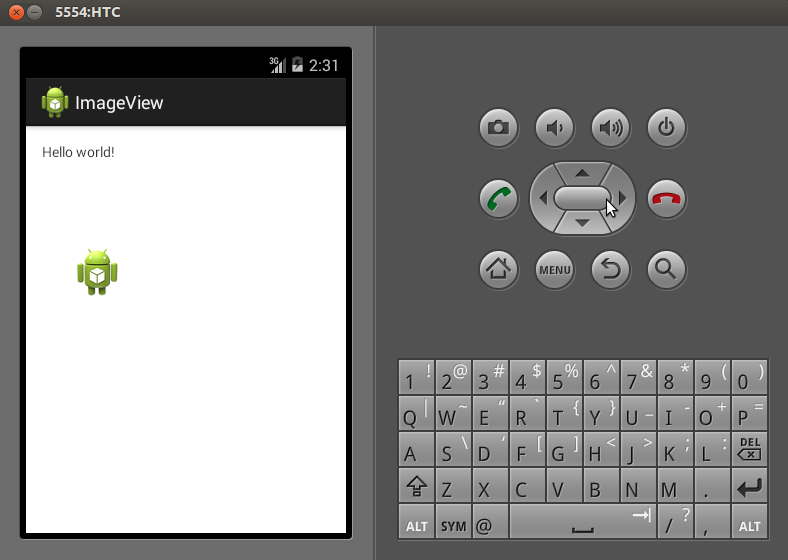 5554:HTC
3G 2:31
ImageView
Hello world!
MENU
1 ! 2 @ 3 # 4 $ 5 % 6 ^ 7 & 8 * 9 ( 0 )
Q | W ~ E “ R ` T { Y } U _ I - O + P =
A S \ D ‘ F [ G ] H < J > K ; L : DEL
Z X C V B N M .
ALT SYM @ / ? , ALT